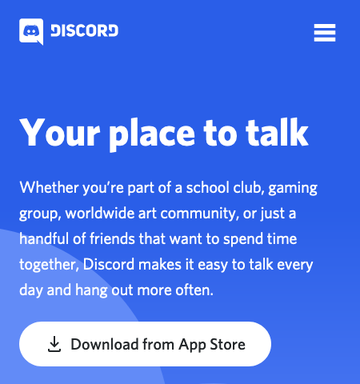 DISCORD
Your place to talk
Whether you're part of a school club, gaming
group, worldwide art community, or just a
handful of friends that want to spend time
together, Discord makes it easy to talk every
day and hang out more often.
Download from App Store